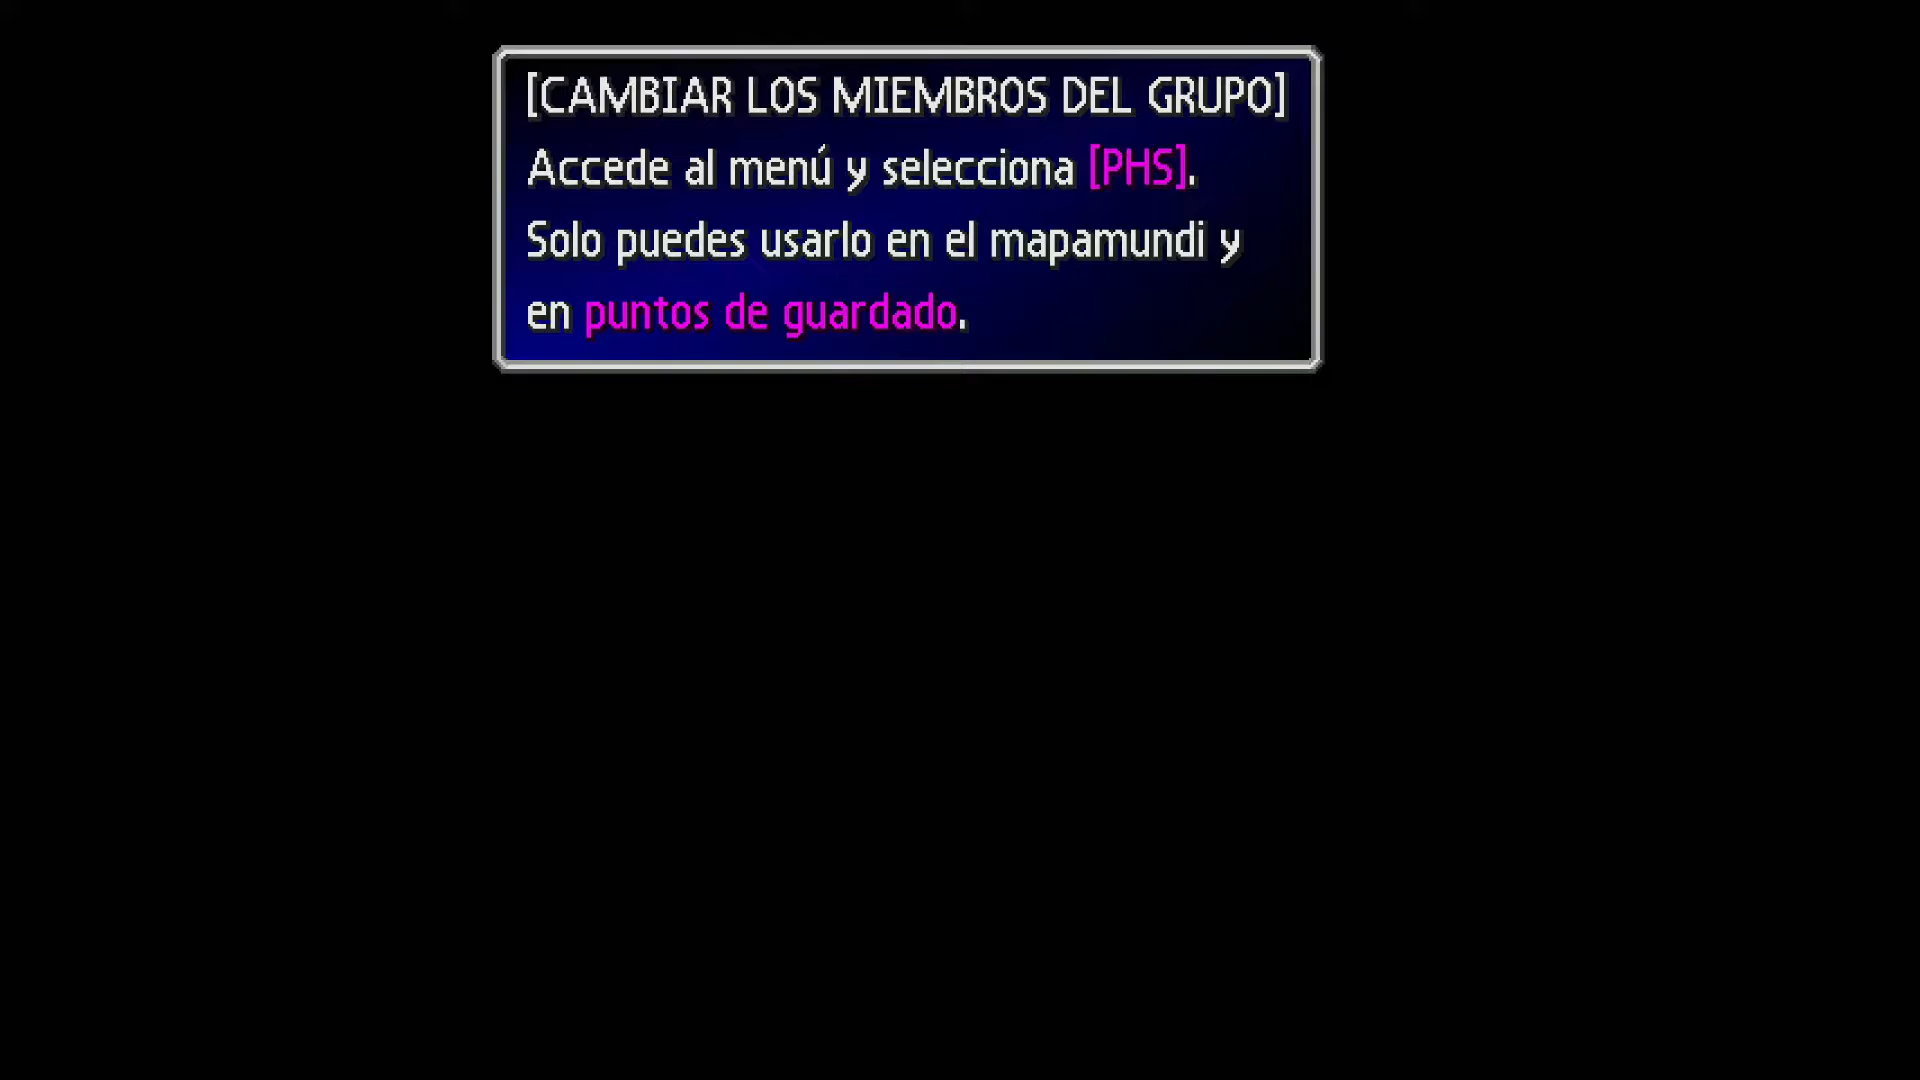 [CAMBIAR LOS MIEMBROS DEL GRUPO]
Accede al menú y selecciona [PHS].
Solo puedes usarlo en el mapamundi y
en puntos de guardado.